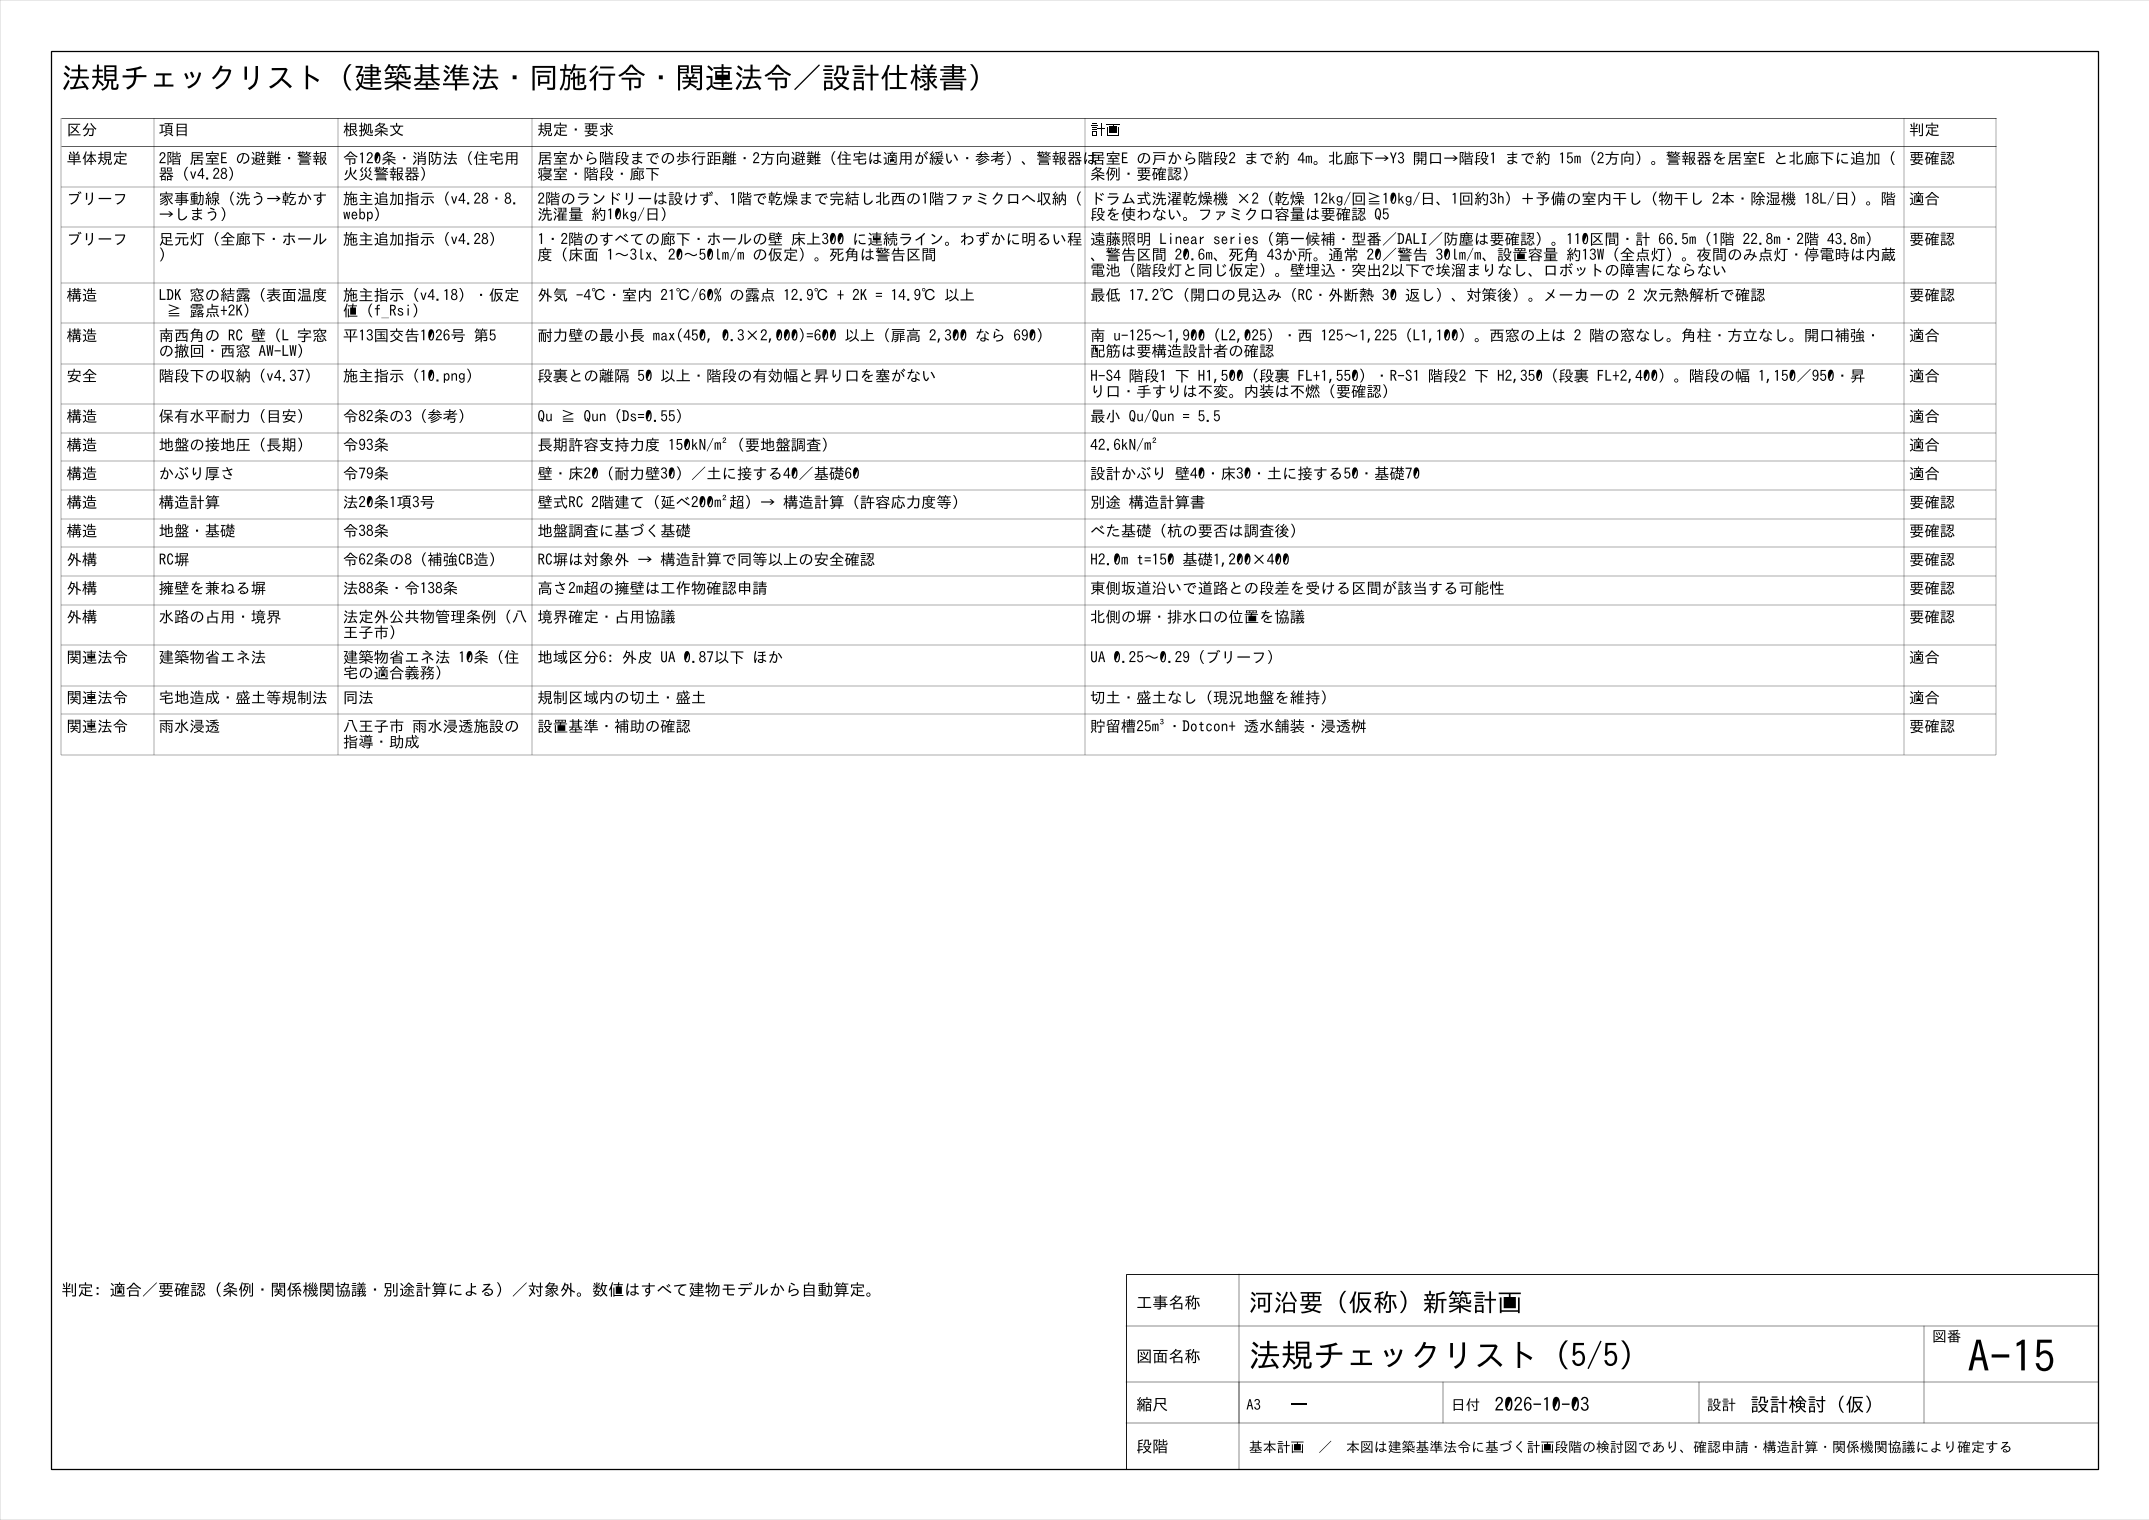 法規チェックリスト（建築基準法・同施行令・関連法令／設計仕様書）
区分 項目 根拠条文 規定・要求 計画 判定
単体規定 2階 居室E の避難・警報 令120条・消防法（住宅用 居室から階段までの歩行距離・2方向避難（住宅は適用が緩い・参考）、警報器は 居室E の戸から階段2 まで約 4m。北廊下→Y3 開口→階段1 まで約 15m（2方向）。警報器を居室E と北廊下に追加（ 要確認
器（v4.28） 火災警報器） 寝室・階段・廊下 条例・要確認）
ブリーフ 家事動線（洗う→乾かす 施主追加指示（v4.28・8. 2階のランドリーは設けず、1階で乾燥まで完結し北西の1階ファミクロへ収納（ ドラム式洗濯乾燥機 ×2（乾燥 12kg/回≧10kg/日、1回約3h）＋予備の室内干し（物干し 2本・除湿機 18L/日）。階 適合
→しまう） webp） 洗濯量 約10kg/日） 段を使わない。ファミクロ容量は要確認 Q5
ブリーフ 足元灯（全廊下・ホール 施主追加指示（v4.28） 1・2階のすべての廊下・ホールの壁 床上300 に連続ライン。わずかに明るい程 遠藤照明 Linear series（第一候補・型番／DALI／防塵は要確認）。110区間・計 66.5m（1階 22.8m・2階 43.8m） 要確認
） 度（床面 1～3lx、20～50lm/m の仮定）。死角は警告区間 、警告区間 20.6m、死角 43か所。通常 20／警告 30lm/m、設置容量 約13W（全点灯）。夜間のみ点灯・停電時は内蔵
電池（階段灯と同じ仮定）。壁埋込・突出2以下で埃溜まりなし、ロボットの障害にならない
構造 LDK 窓の結露（表面温度 施主指示（v4.18）・仮定 外気 -4℃・室内 21℃/60% の露点 12.9℃ + 2K = 14.9℃ 以上 最低 17.2℃（開口の見込み（RC・外断熱 30 返し）、対策後）。メーカーの 2 次元熱解析で確認 要確認
≧ 露点+2K） 値（f_Rsi）
構造 南西角の RC 壁（L 字窓 平13国交告1026号 第5 耐力壁の最小長 max(450, 0.3×2,000)=600 以上（扉高 2,300 なら 690） 南 u-125～1,900（L2,025）・西 125～1,225（L1,100）。西窓の上は 2 階の窓なし。角柱・方立なし。開口補強・ 適合
の撤回・西窓 AW-LW） 配筋は要構造設計者の確認
安全 階段下の収納（v4.37） 施主指示（10.png） 段裏との離隔 50 以上・階段の有効幅と昇り口を塞がない H-S4 階段1 下 H1,500（段裏 FL+1,550）・R-S1 階段2 下 H2,350（段裏 FL+2,400）。階段の幅 1,150／950・昇 適合
り口・手すりは不変。内装は不燃（要確認）
構造 保有水平耐力（目安） 令82条の3（参考） Qu ≧ Qun（Ds=0.55） 最小 Qu/Qun = 5.5 適合
構造 地盤の接地圧（長期） 令93条 長期許容支持力度 150kN/m²（要地盤調査） 42.6kN/m² 適合
構造 かぶり厚さ 令79条 壁・床20（耐力壁30）／土に接する40／基礎60 設計かぶり 壁40・床30・土に接する50・基礎70 適合
構造 構造計算 法20条1項3号 壁式RC 2階建て（延べ200m²超）→ 構造計算（許容応力度等） 別途 構造計算書 要確認
構造 地盤・基礎 令38条 地盤調査に基づく基礎 べた基礎（杭の要否は調査後） 要確認
外構 RC塀 令62条の8（補強CB造） RC塀は対象外 → 構造計算で同等以上の安全確認 H2.0m t=150 基礎1,200×400 要確認
外構 擁壁を兼ねる塀 法88条・令138条 高さ2m超の擁壁は工作物確認申請 東側坂道沿いで道路との段差を受ける区間が該当する可能性 要確認
外構 水路の占用・境界 法定外公共物管理条例（八 境界確定・占用協議 北側の塀・排水口の位置を協議 要確認
王子市）
関連法令 建築物省エネ法 建築物省エネ法 10条（住 地域区分6: 外皮 UA 0.87以下 ほか UA 0.25～0.29（ブリーフ） 適合
宅の適合義務）
関連法令 宅地造成・盛土等規制法 同法 規制区域内の切土・盛土 切土・盛土なし（現況地盤を維持） 適合
関連法令 雨水浸透 八王子市 雨水浸透施設の 設置基準・補助の確認 貯留槽25m³・Dotcon+ 透水舗装・浸透桝 要確認
指導・助成
判定: 適合／要確認（条例・関係機関協議・別途計算による）／対象外。数値はすべて建物モデルから自動算定。
工事名称 河沿要（仮称）新築計画
図面名称 法規チェックリスト（5/5） 図番 A-15
縮尺 A3 ― 日付 2026-10-03 設計 設計検討（仮）
段階 基本計画 ／ 本図は建築基準法令に基づく計画段階の検討図であり、確認申請・構造計算・関係機関協議により確定する